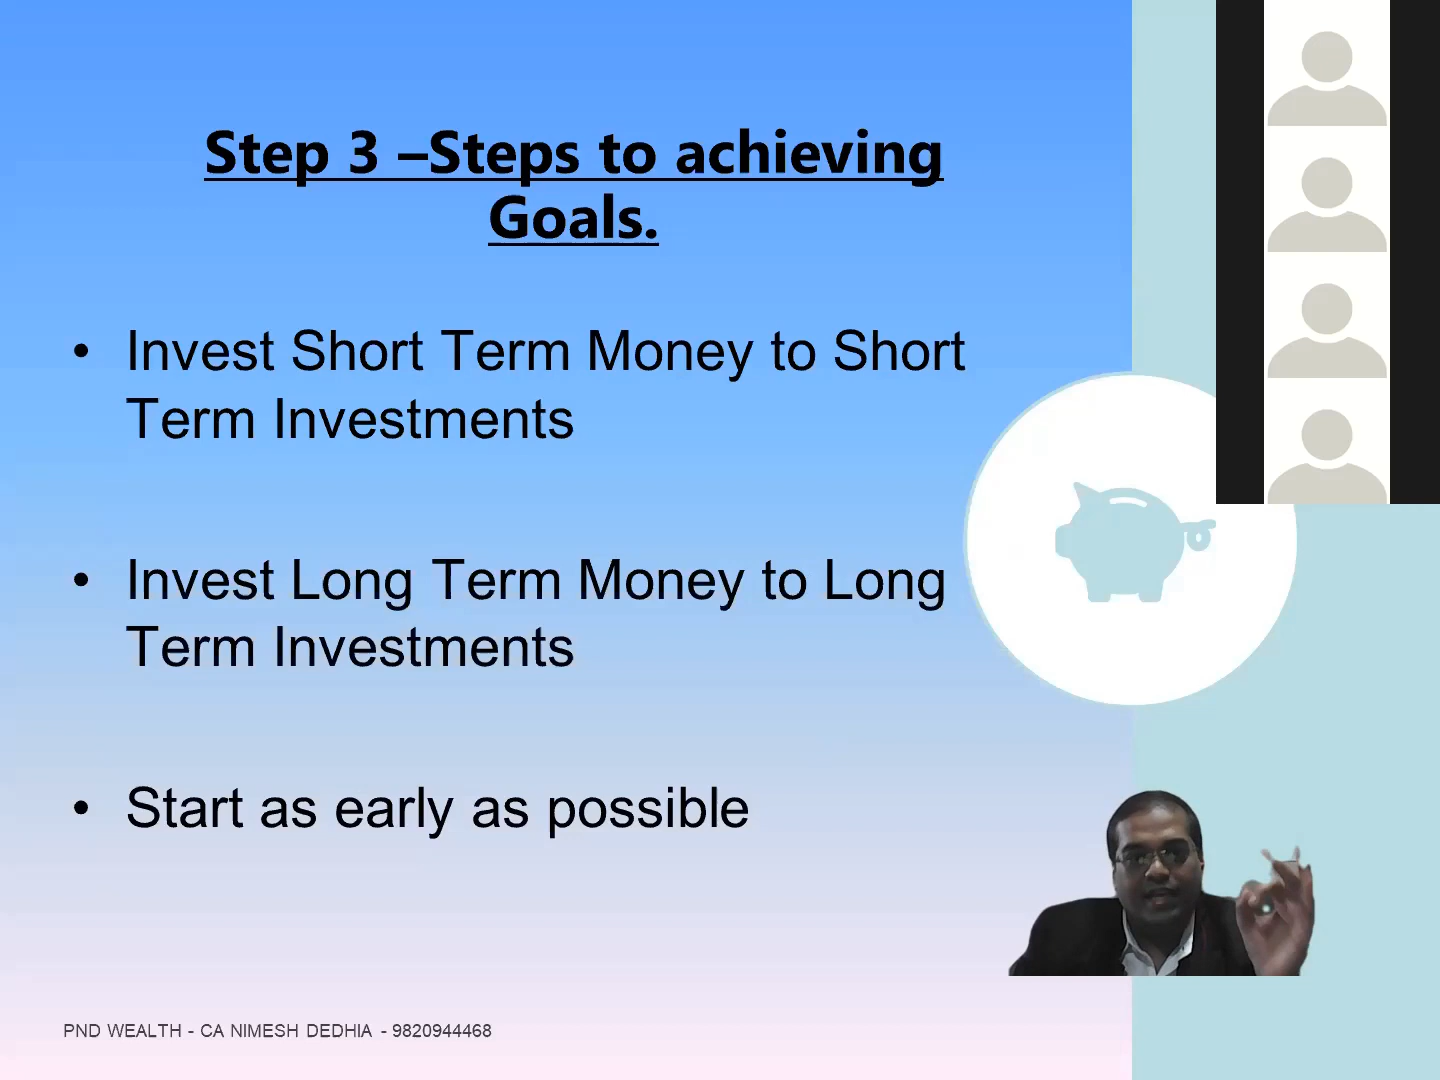 Step 3 –Steps to achieving
Goals.
• Invest Short Term Money to Short
Term Investments
• Invest Long Term Money to Long
Term Investments
• Start as early as possible
PND WEALTH - CA NIMESH DEDHIA - 9820944468